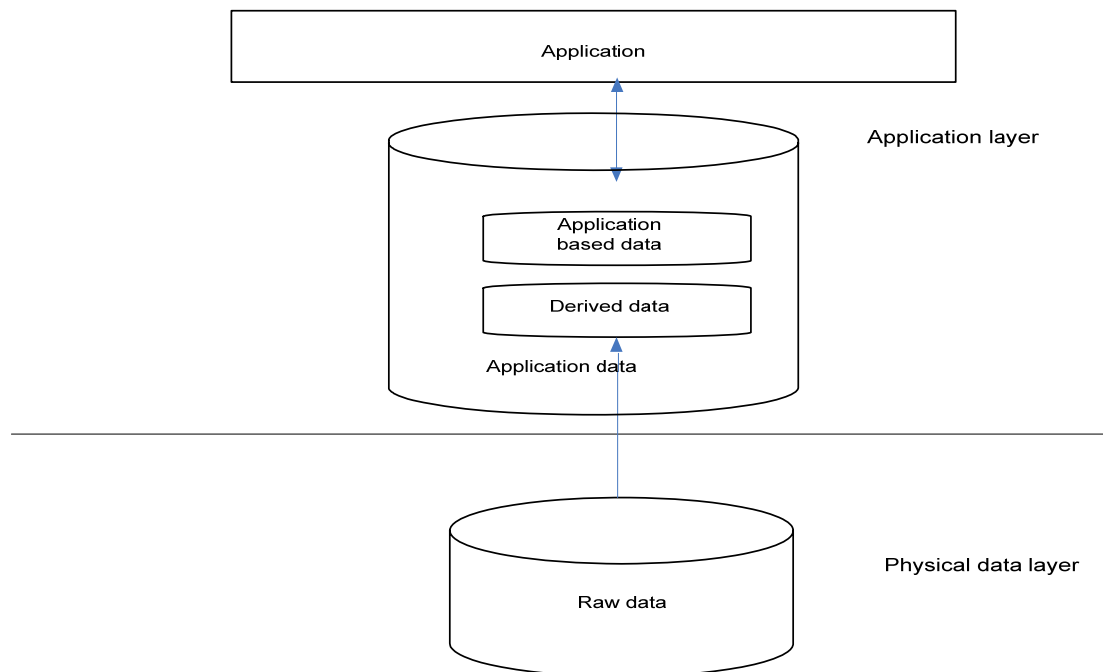 Application
Application layer
Application
based data
Derived data
Application data
Physical data layer
Raw data